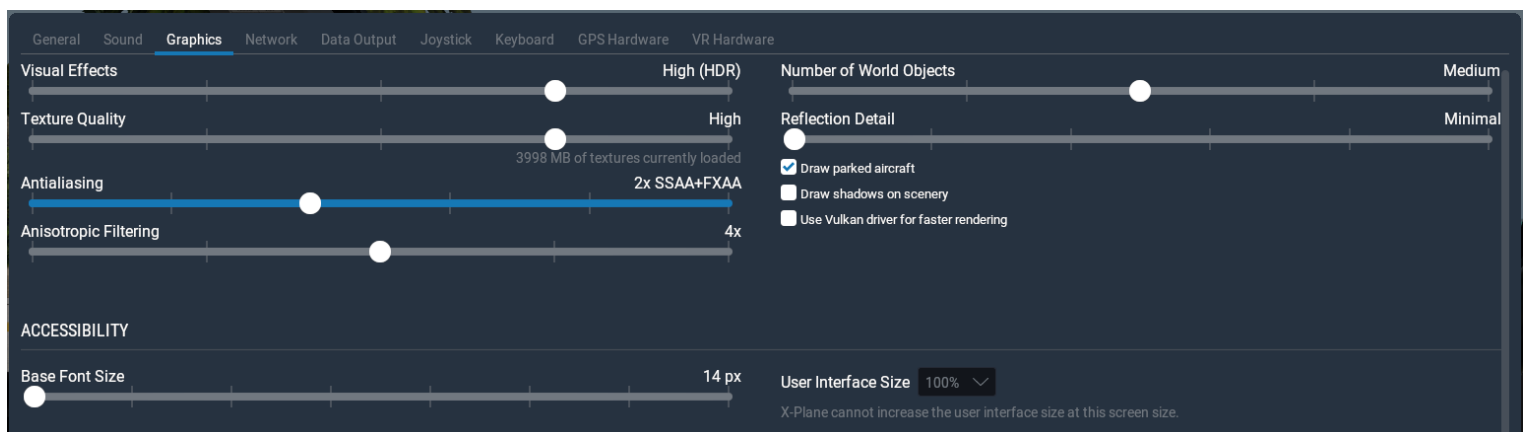 General Sound Graphics Network Data Output Joystick Keyboard GPS Hardware VR Hardware
Visual Effects High (HDR)
Texture Quality High
3998 MB of textures currently loaded
Antialiasing 2x SSAA+FXAA
Anisotropic Filtering 4x
Number of World Objects Medium
Reflection Detail Minimal
Draw parked aircraft
Draw shadows on scenery
Use Vulkan driver for faster rendering
ACCESSIBILITY
Base Font Size 14 px
User Interface Size 100%
X-Plane cannot increase the user interface size at this screen size.